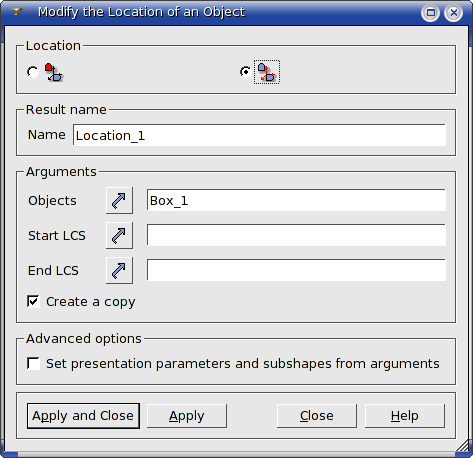 Modify the Location of an Object
Location
Result name
Name Location_1
Arguments
Objects Box_1
Start LCS
End LCS
Create a copy
Advanced options
Set presentation parameters and subshapes from arguments
Apply and Close Apply Close Help